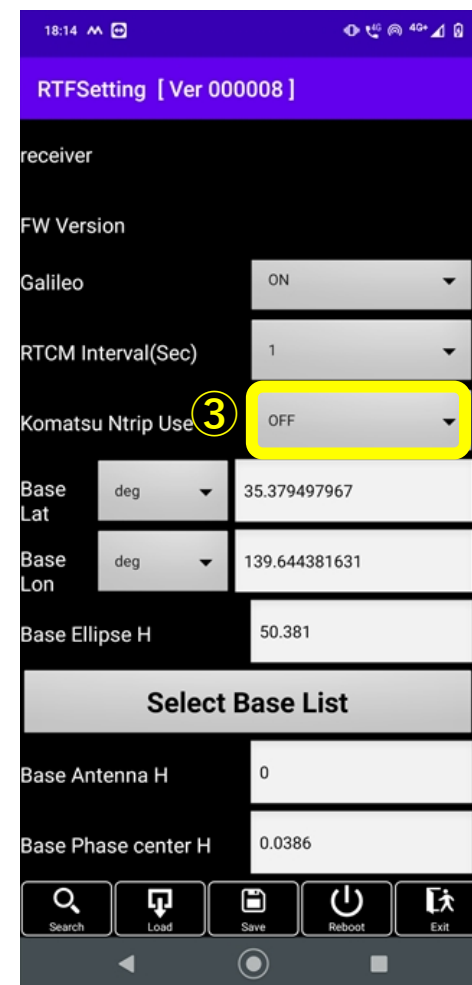 18:14 4G 4G+
RTFSetting [ Ver 000008 ]
receiver
FW Version
Galileo ON
RTCM Interval(Sec) 1
Komatsu Ntrip Use ③ OFF
Base Lat deg 35.379497967
Base Lon deg 139.644381631
Base Ellipse H 50.381
Select Base List
Base Antenna H 0
Base Phase center H 0.0386
Search Load Save Reboot Exit